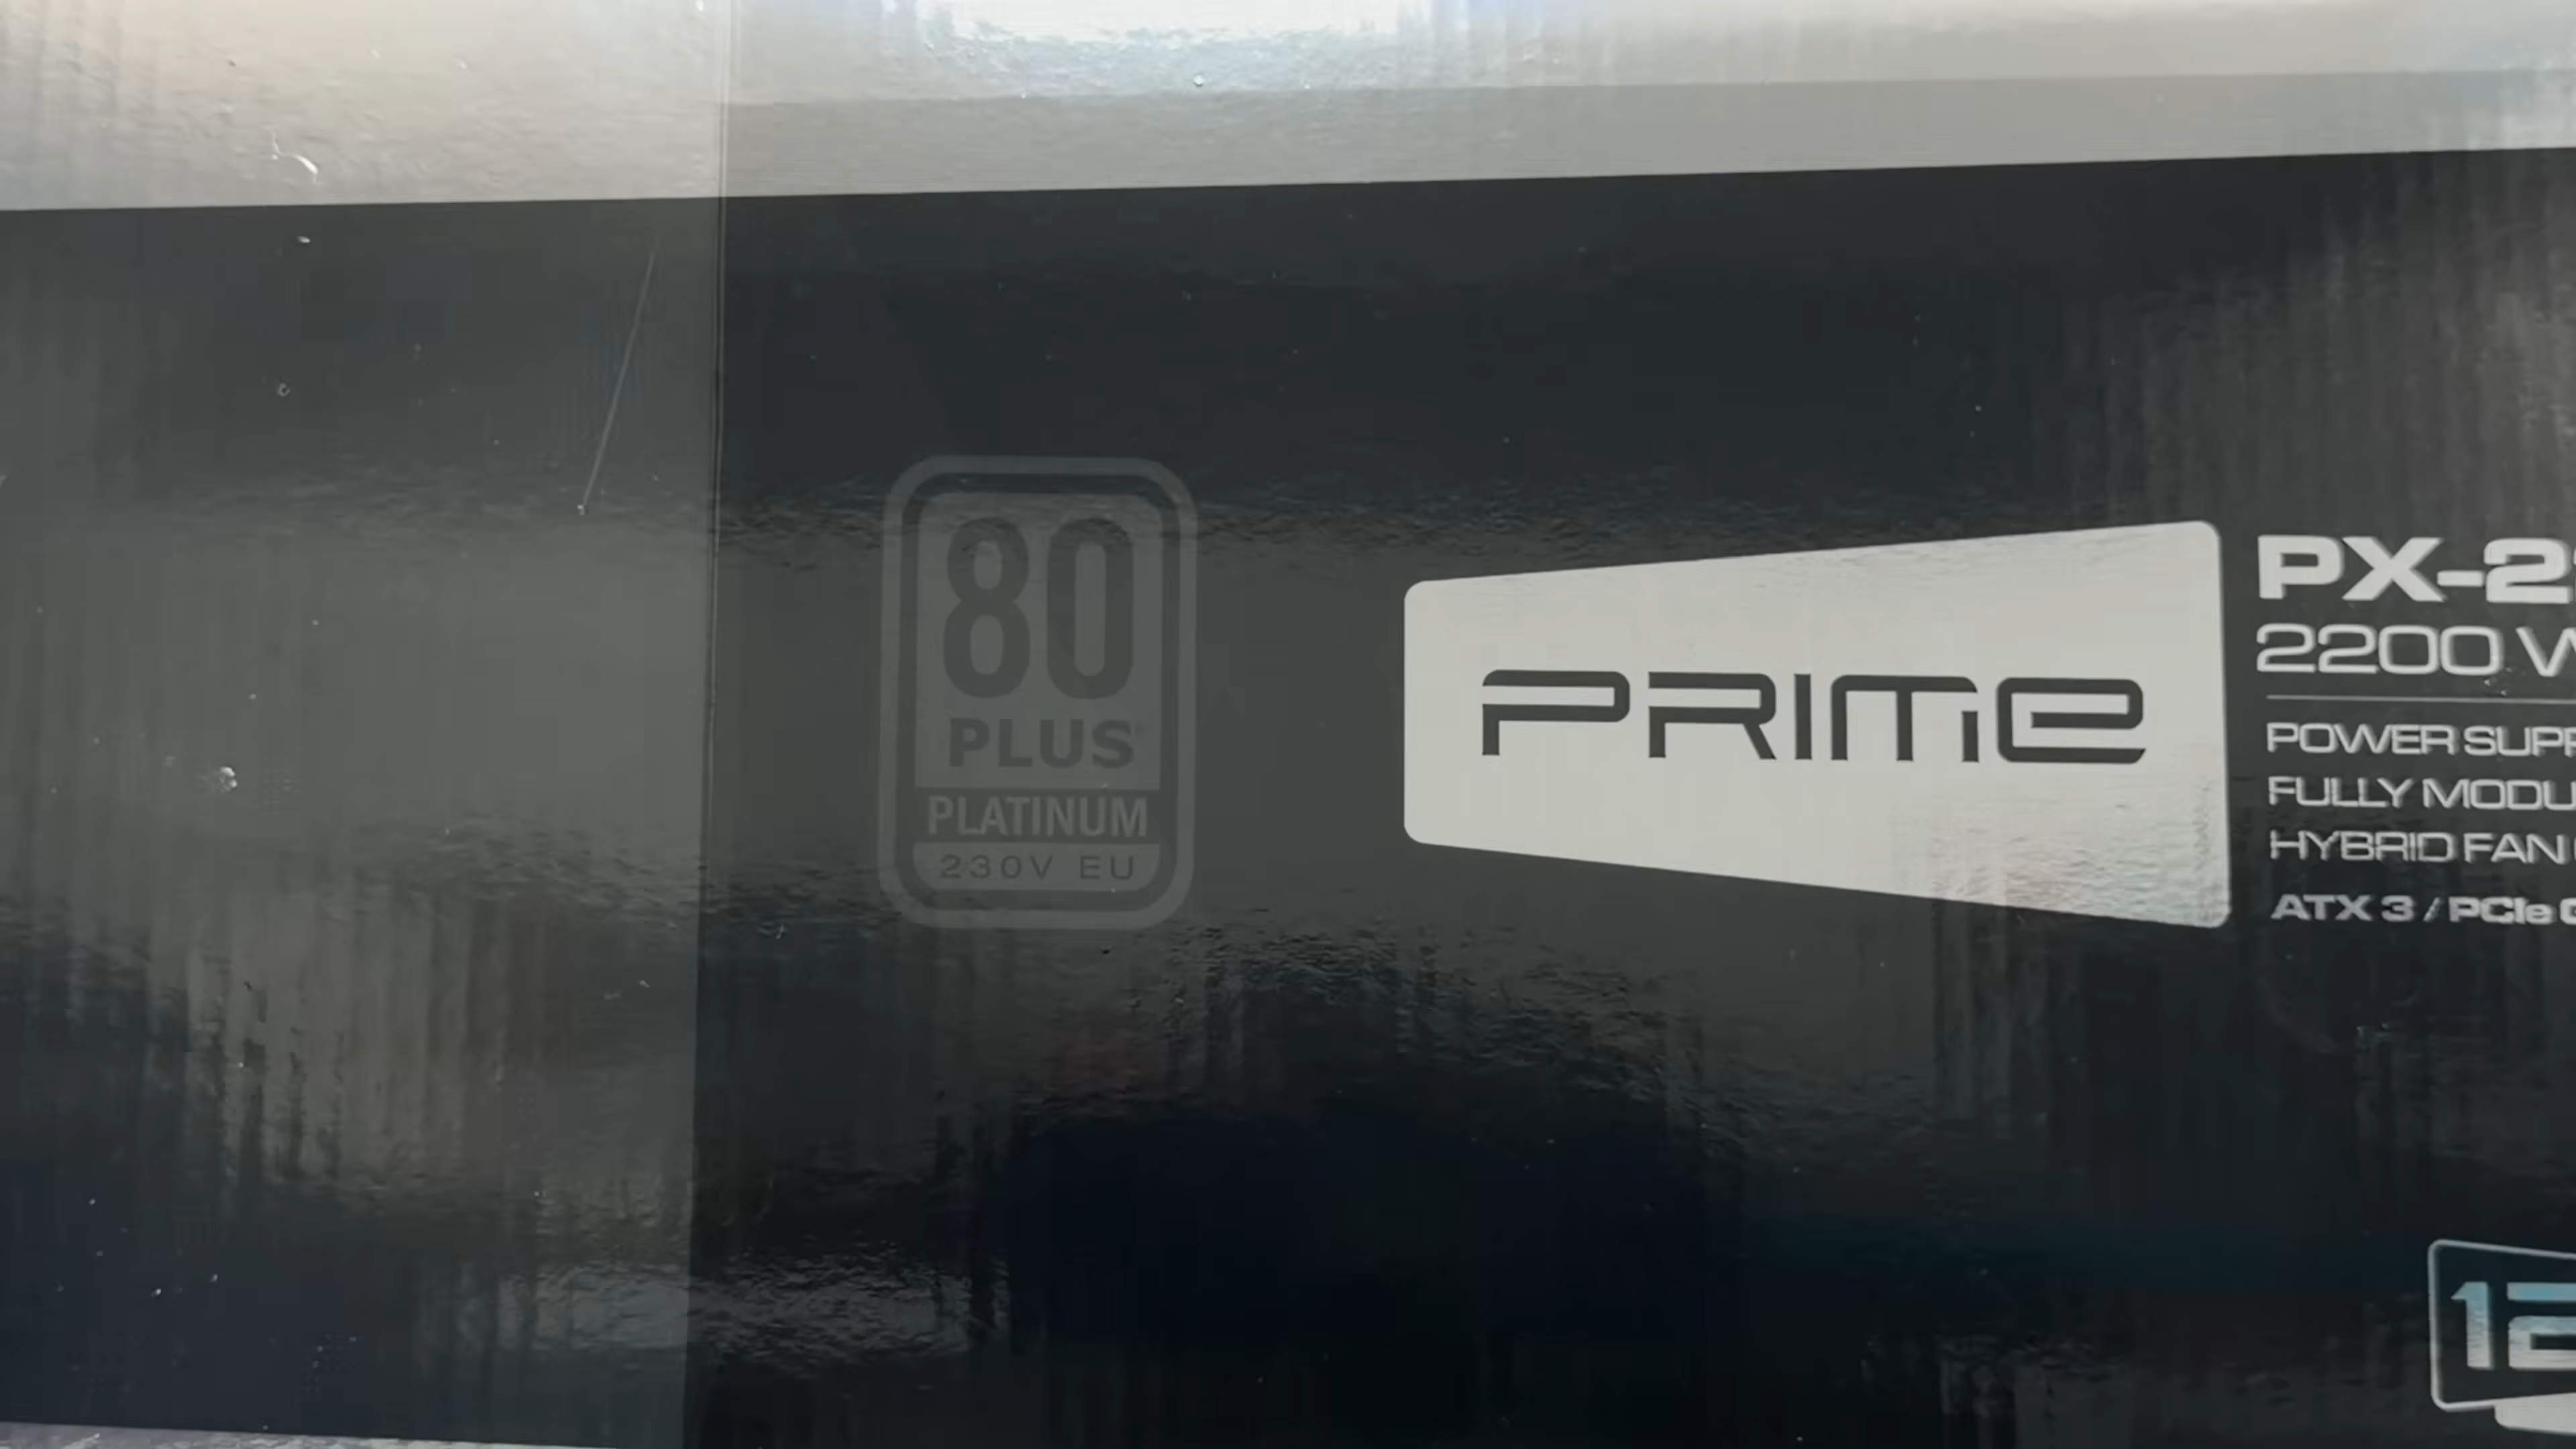 80
PLUS
PLATINUM
230V EU
PRIME
PX-2
2200 W
POWER SUPP
FULLY MODU
HYBRID FAN
ATX 3 / PCIe
12